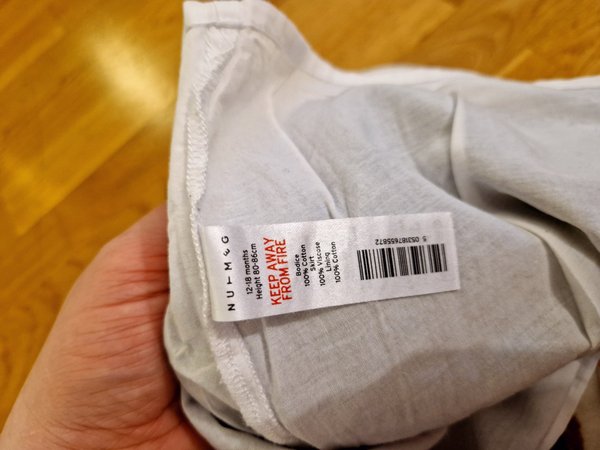 NUTMEG
12-18 months
Height 80-86cm
KEEP AWAY
FROM FIRE
Bodice
100% Cotton
Skirt
100% Viscose
Lining
100% Cotton
5 053187655872